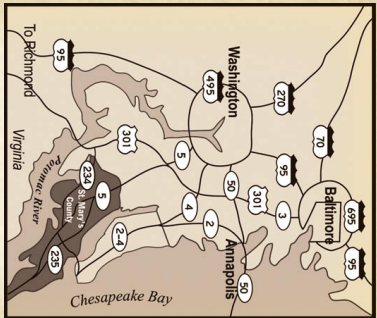 To Richmond
95
Virginia
Potomac River
301
234
5
St. Mary's
County
235
2-4
Chesapeake Bay
5
4
2
Annapolis
50
495
Washington
270
70
95
50
301
3
Baltimore
695
95